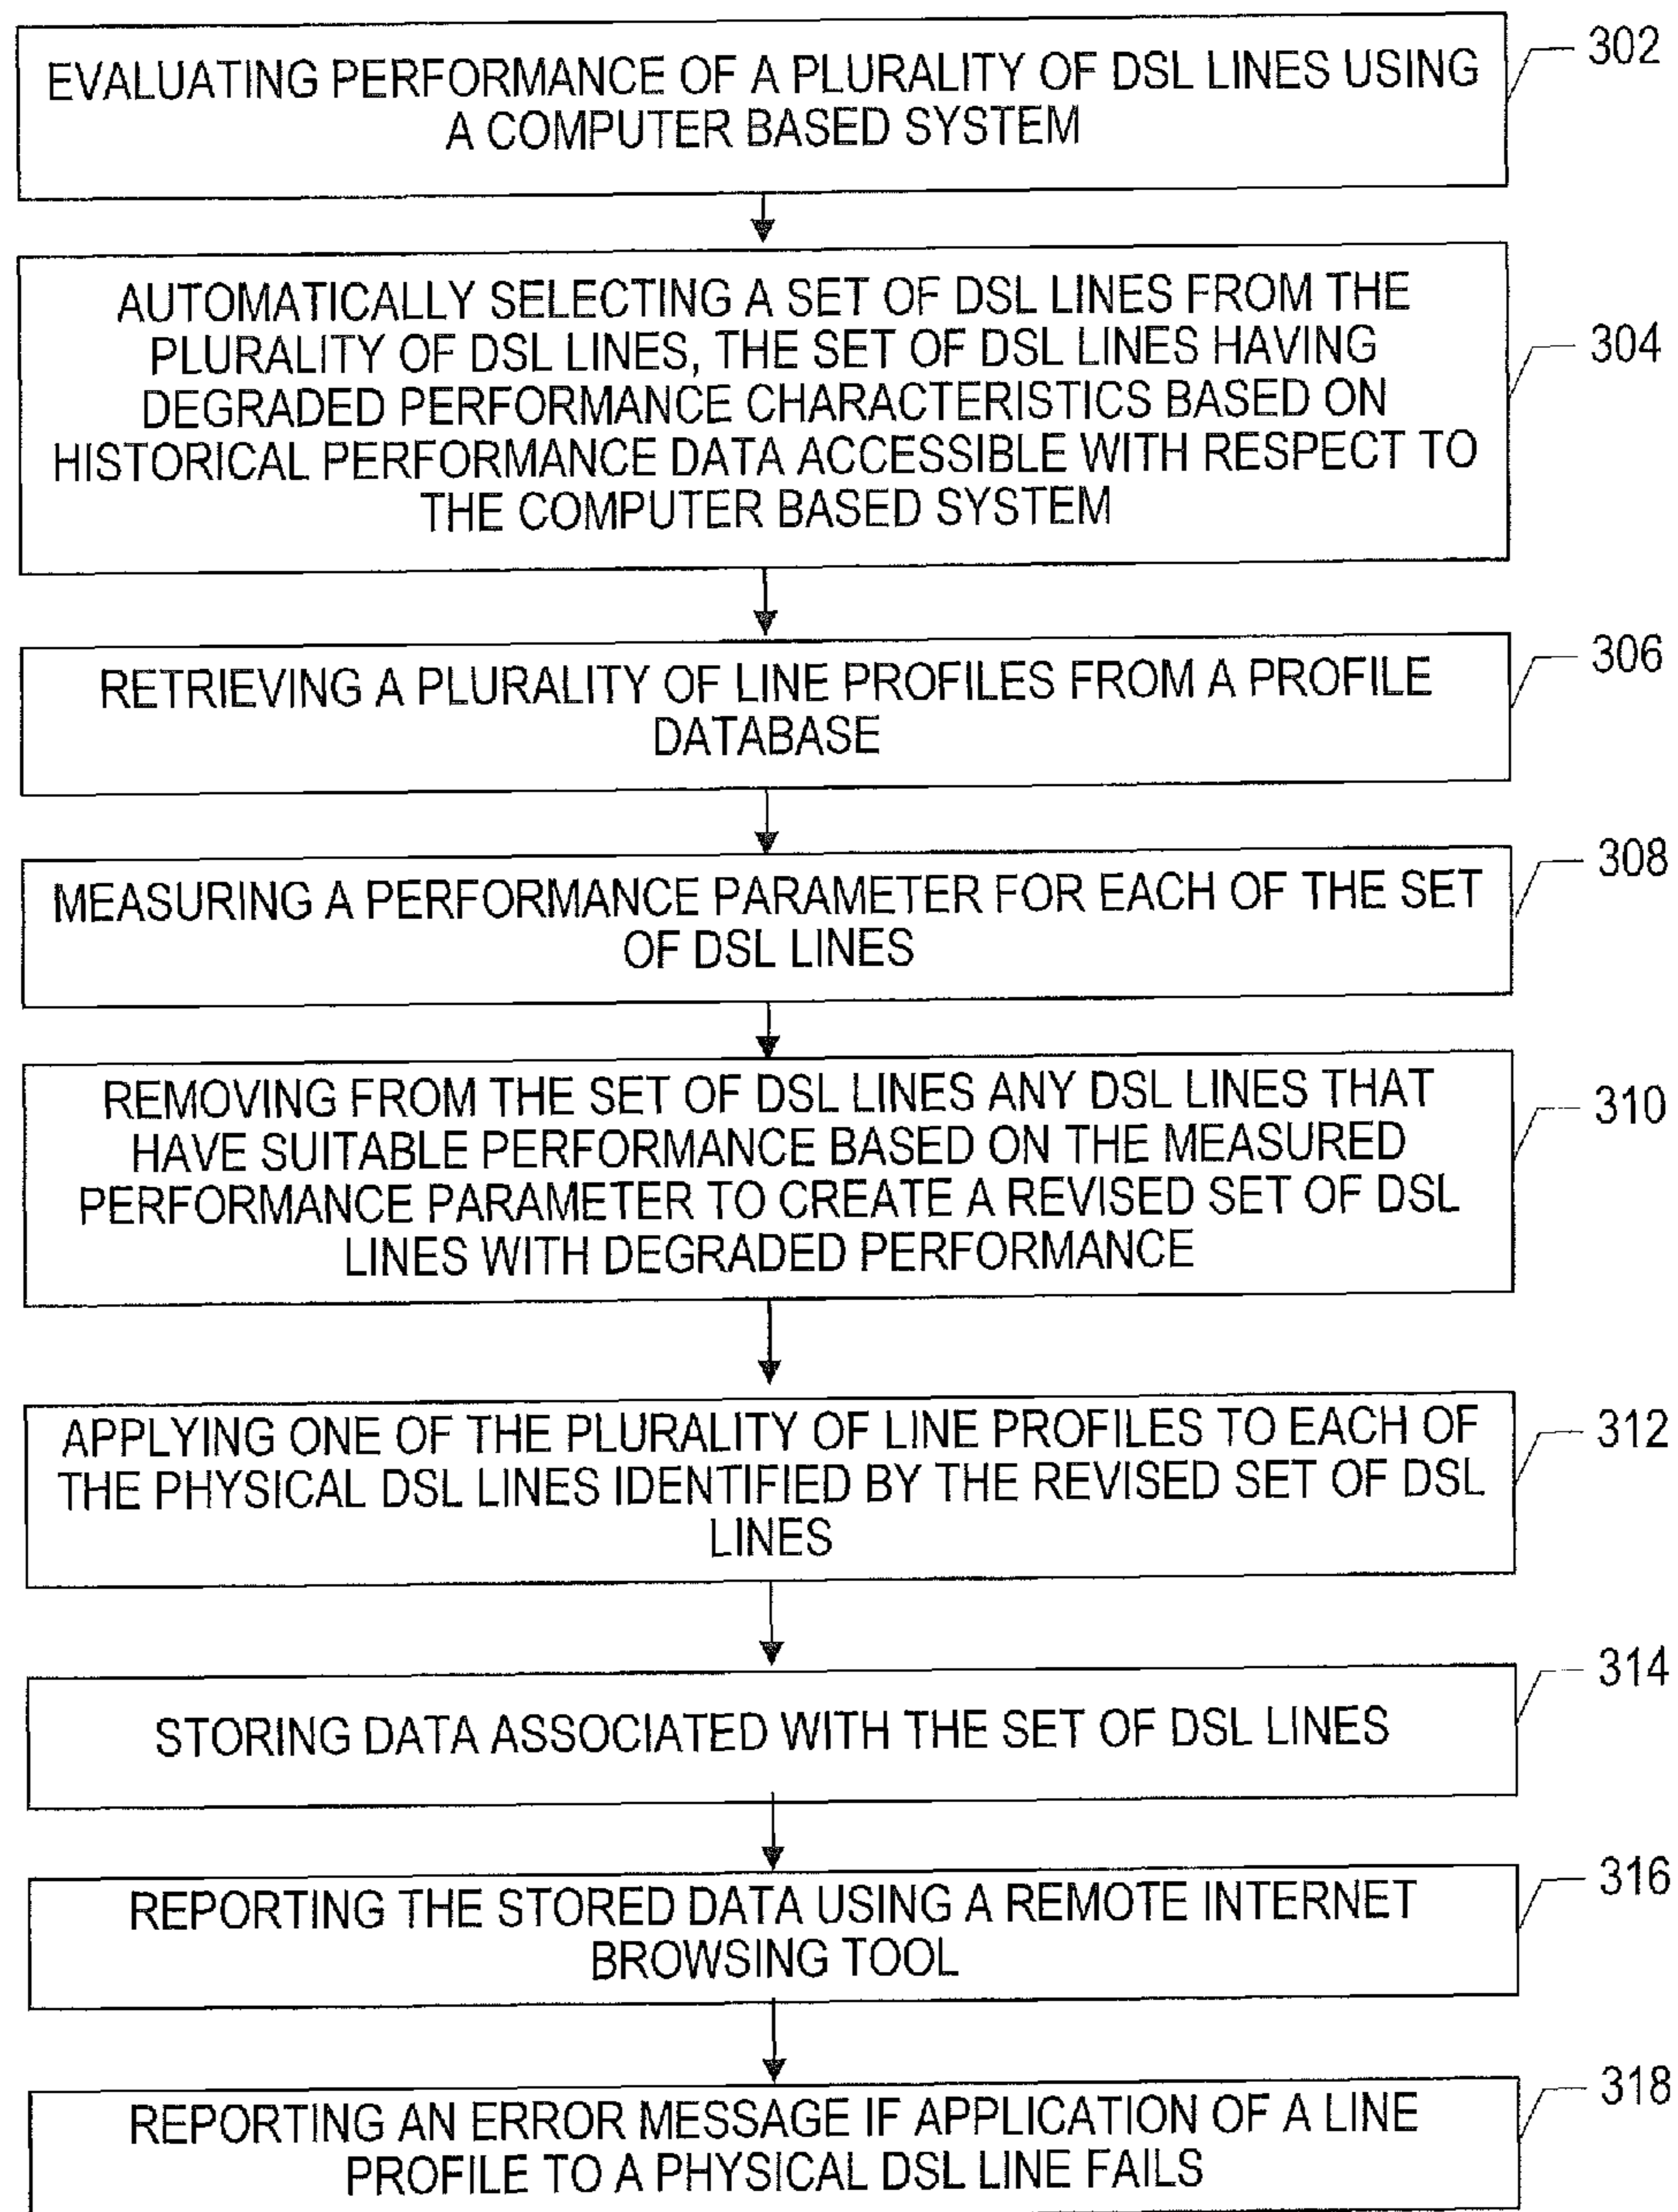 EVALUATING PERFORMANCE OF A PLURALITY OF DSL LINES USING
A COMPUTER BASED SYSTEM
302
AUTOMATICALLY SELECTING A SET OF DSL LINES FROM THE
PLURALITY OF DSL LINES, THE SET OF DSL LINES HAVING
DEGRADED PERFORMANCE CHARACTERISTICS BASED ON
HISTORICAL PERFORMANCE DATA ACCESSIBLE WITH RESPECT TO
THE COMPUTER BASED SYSTEM
304
RETRIEVING A PLURALITY OF LINE PROFILES FROM A PROFILE
DATABASE
306
MEASURING A PERFORMANCE PARAMETER FOR EACH OF THE SET
OF DSL LINES
308
REMOVING FROM THE SET OF DSL LINES ANY DSL LINES THAT
HAVE SUITABLE PERFORMANCE BASED ON THE MEASURED
PERFORMANCE PARAMETER TO CREATE A REVISED SET OF DSL
LINES WITH DEGRADED PERFORMANCE
310
APPLYING ONE OF THE PLURALITY OF LINE PROFILES TO EACH OF
THE PHYSICAL DSL LINES IDENTIFIED BY THE REVISED SET OF DSL
LINES
312
STORING DATA ASSOCIATED WITH THE SET OF DSL LINES
314
REPORTING THE STORED DATA USING A REMOTE INTERNET
BROWSING TOOL
316
REPORTING AN ERROR MESSAGE IF APPLICATION OF A LINE
PROFILE TO A PHYSICAL DSL LINE FAILS
318